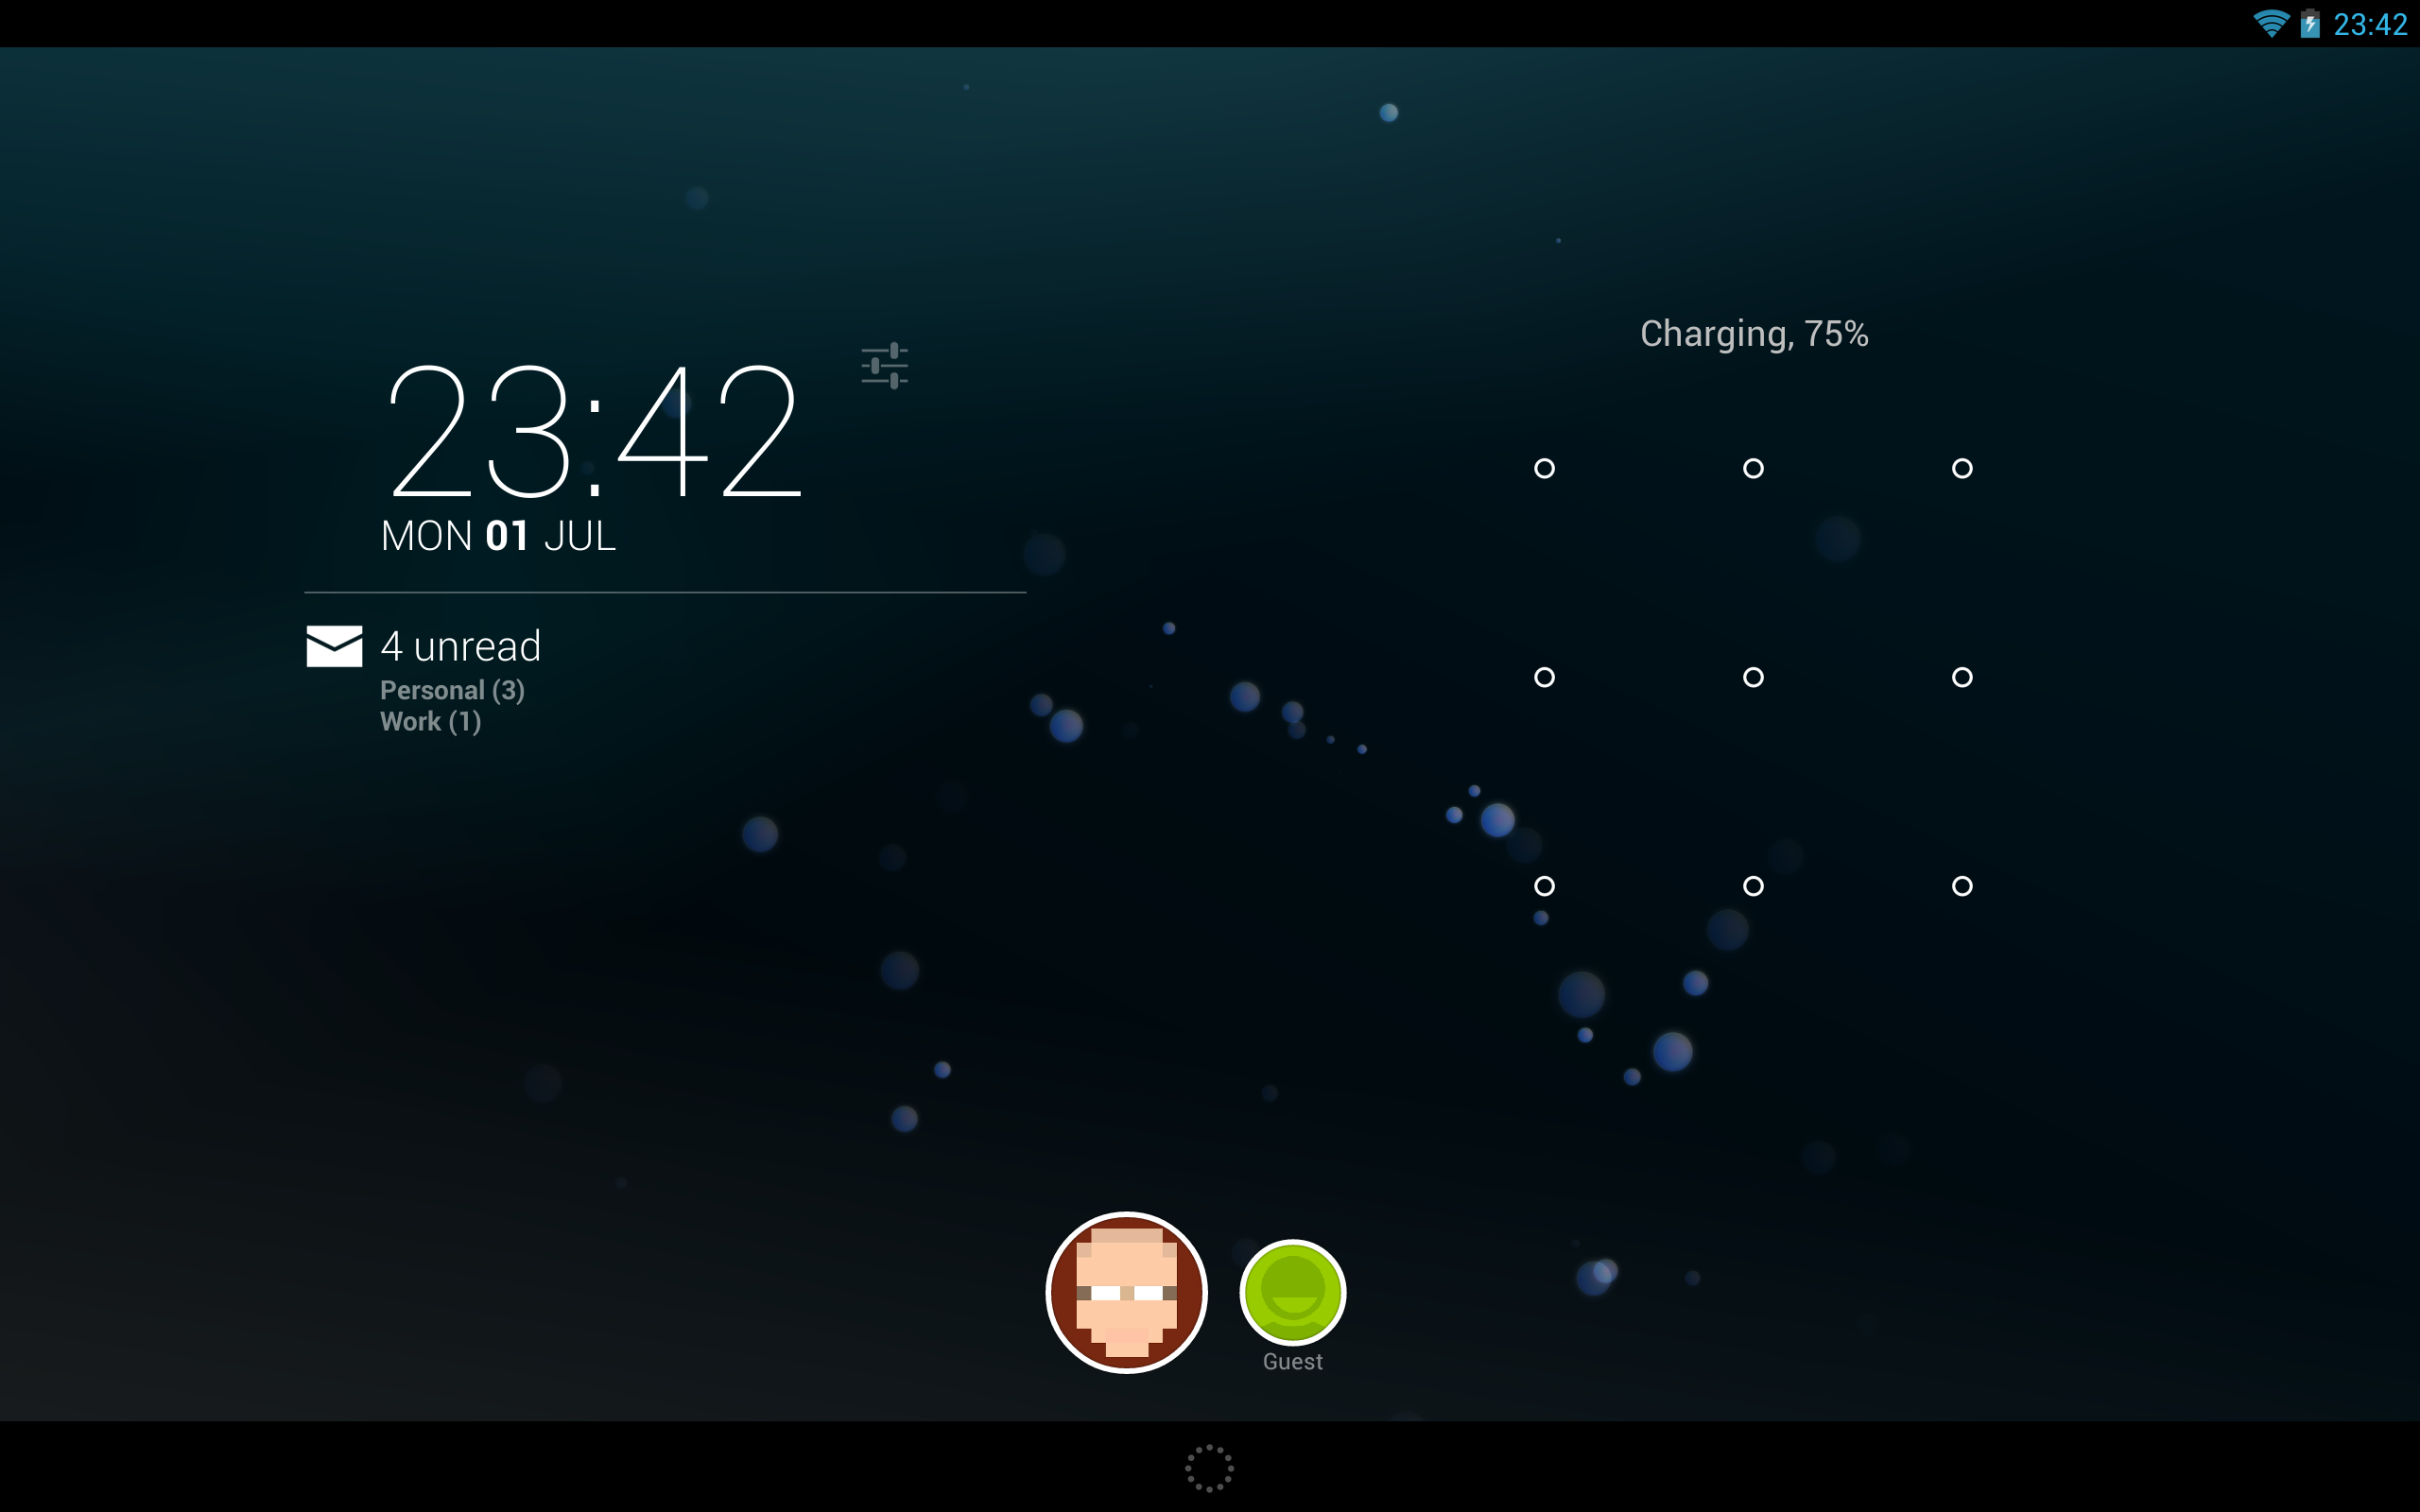 23:42
23:42
MON 01 JUL
4 unread
Personal (3)
Work (1)
Charging, 75%
Guest